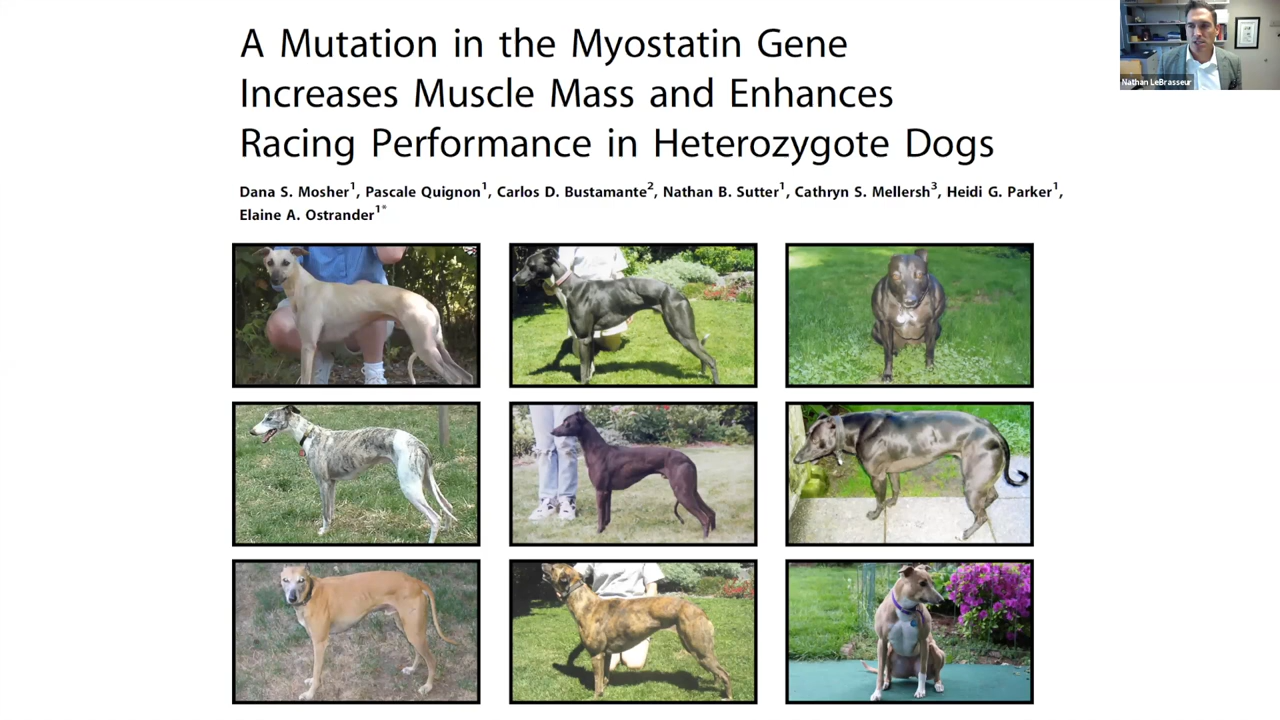 A Mutation in the Myostatin Gene
Increases Muscle Mass and Enhances
Racing Performance in Heterozygote Dogs
Dana S. Mosher1, Pascale Quignon1, Carlos D. Bustamante2, Nathan B. Sutter1, Cathryn S. Mellersh3, Heidi G. Parker1,
Elaine A. Ostrander1*
Nathan LeBrasseur